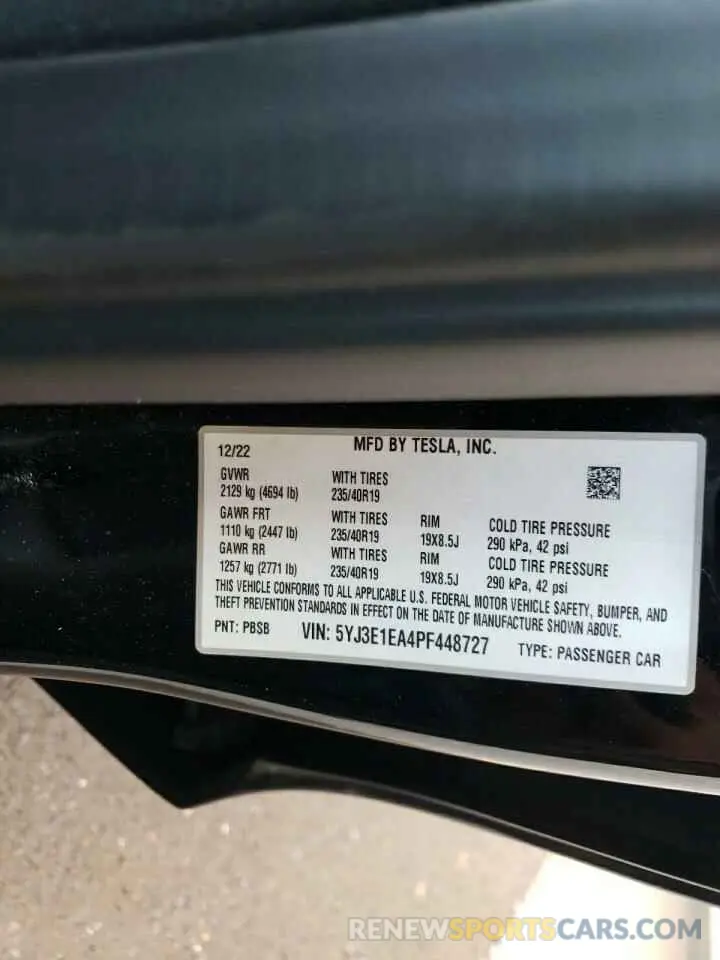 MFD BY TESLA, INC.
12/22
GVWR WITH TIRES
2129 kg (4694 lb) 235/40R19
GAWR FRT WITH TIRES RIM COLD TIRE PRESSURE
1110 kg (2447 lb) 235/40R19 19X8.5J 290 kPa, 42 psi
GAWR RR WITH TIRES RIM COLD TIRE PRESSURE
1257 kg (2771 lb) 235/40R19 19X8.5J 290 kPa, 42 psi
THIS VEHICLE CONFORMS TO ALL APPLICABLE U.S. FEDERAL MOTOR VEHICLE SAFETY, BUMPER, AND
THEFT PREVENTION STANDARDS IN EFFECT ON THE DATE OF MANUFACTURE SHOWN ABOVE.
PNT: PBSB VIN: 5YJ3E1EA4PF448727 TYPE: PASSENGER CAR
RENEWSPORTSCARS.COM